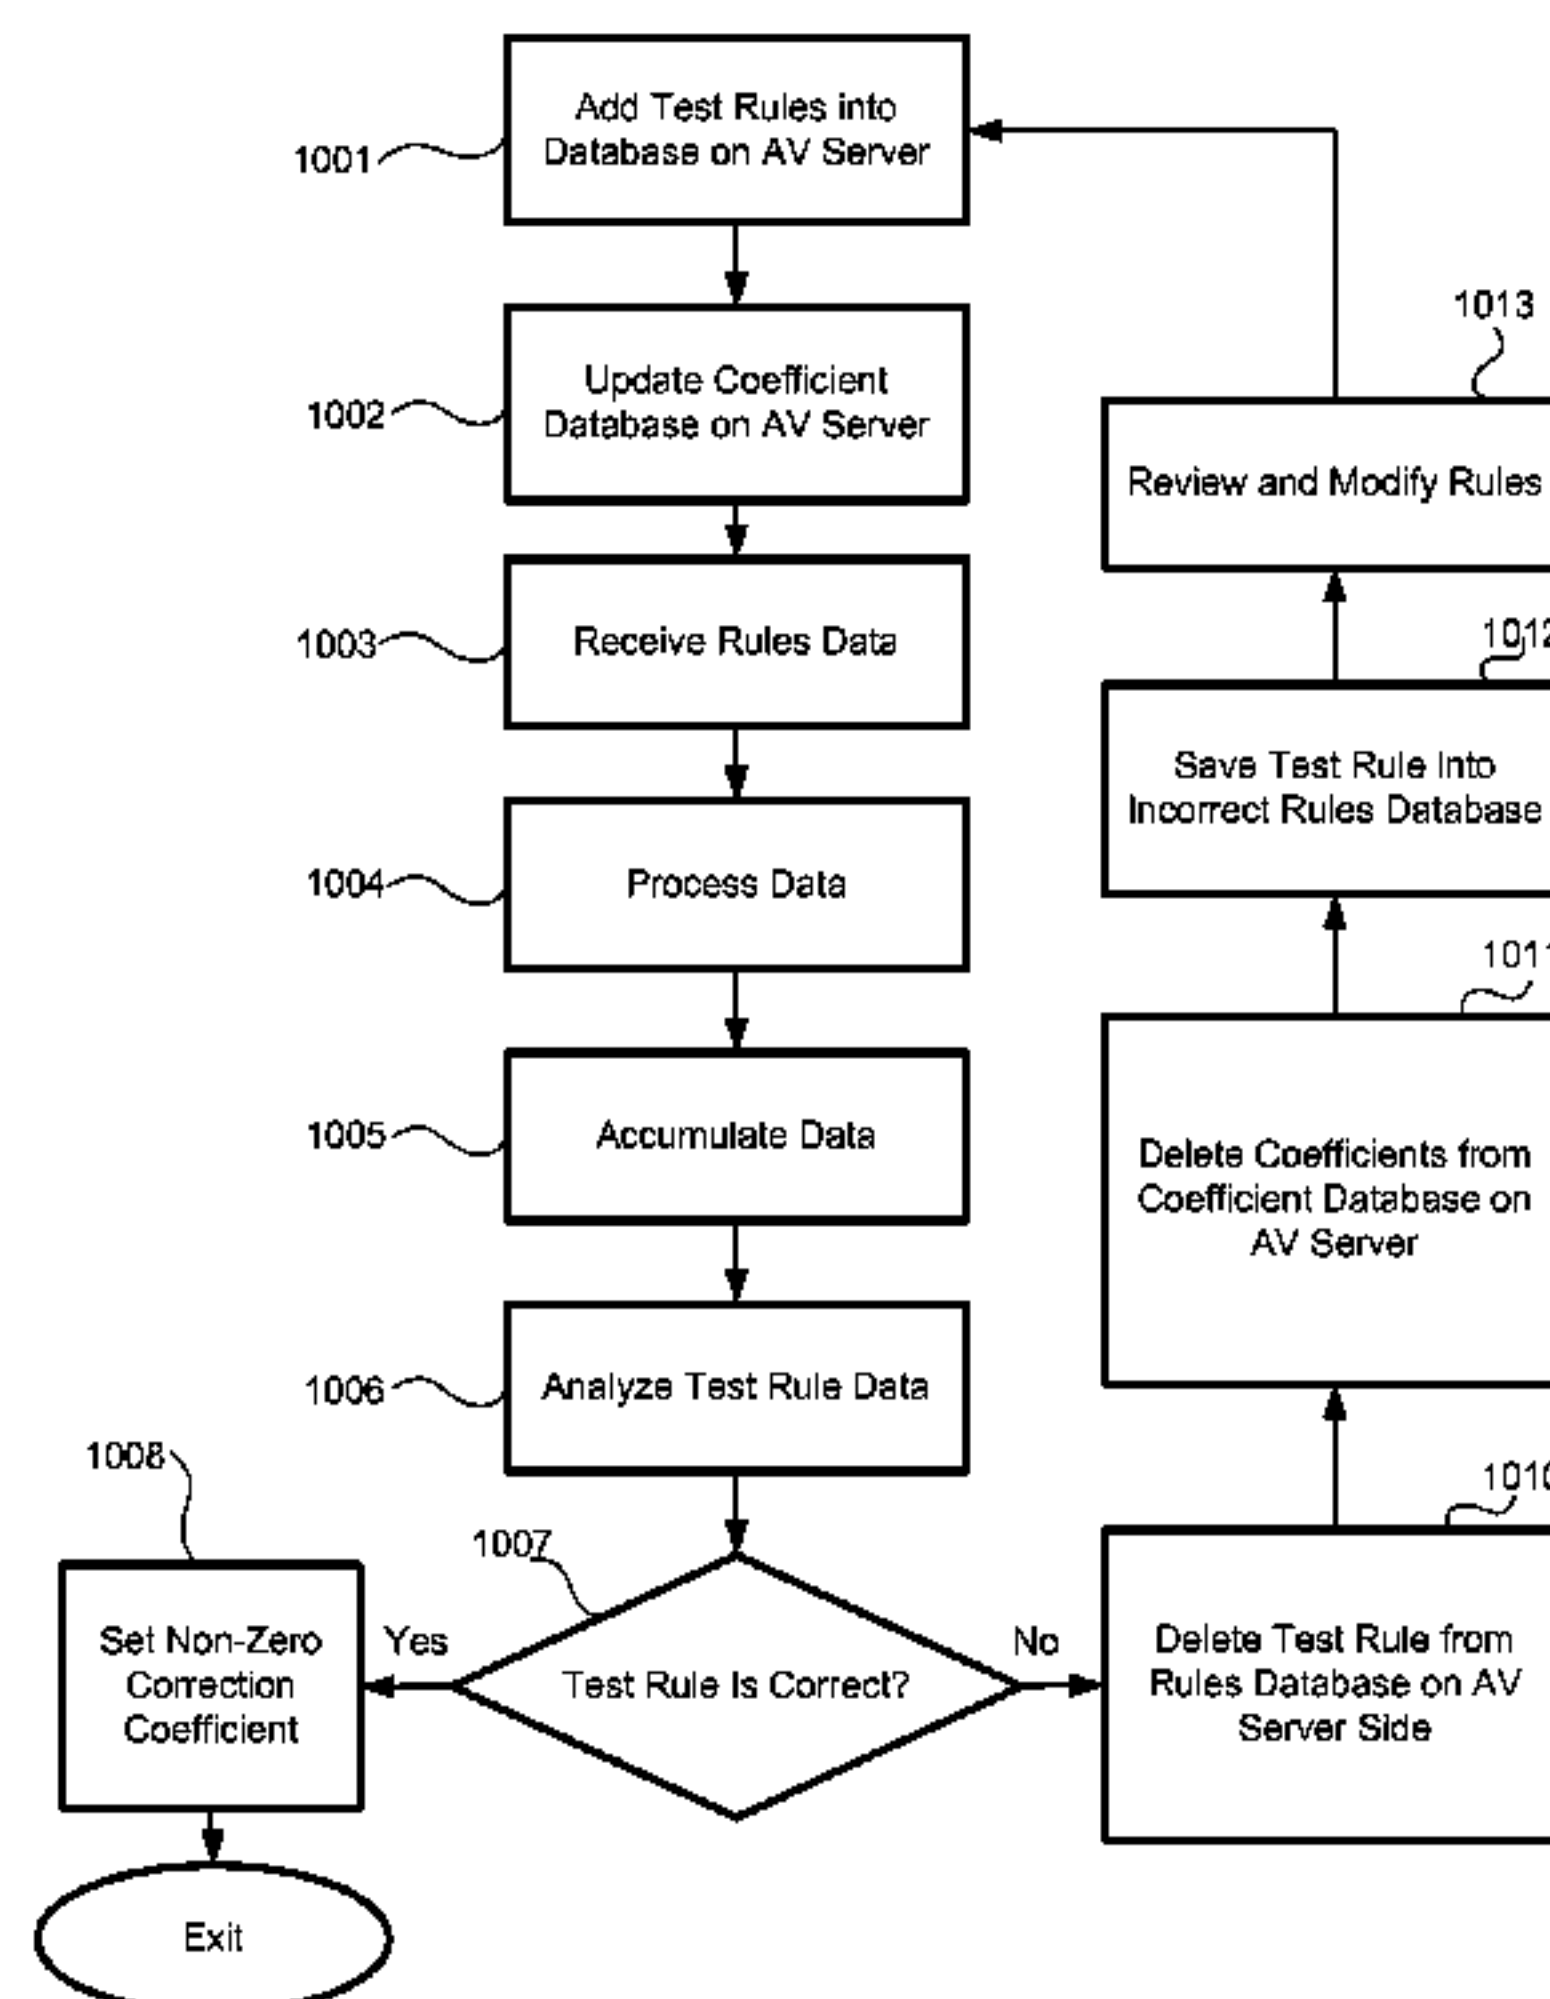 Add Test Rules into
Database on AV Server
1001
Update Coefficient
Database on AV Server
1002
1013
Review and Modify Rules
Receive Rules Data
1003
1012
Save Test Rule Into
Incorrect Rules Database
Process Data
1004
1011
Accumulate Data
1005
Delete Coefficients from
Coefficient Database on
AV Server
Analyze Test Rule Data
1006
1008
1010
1007
Set Non-Zero
Correction
Coefficient
Yes
Test Rule Is Correct?
No
Delete Test Rule from
Rules Database on AV
Server Side
Exit